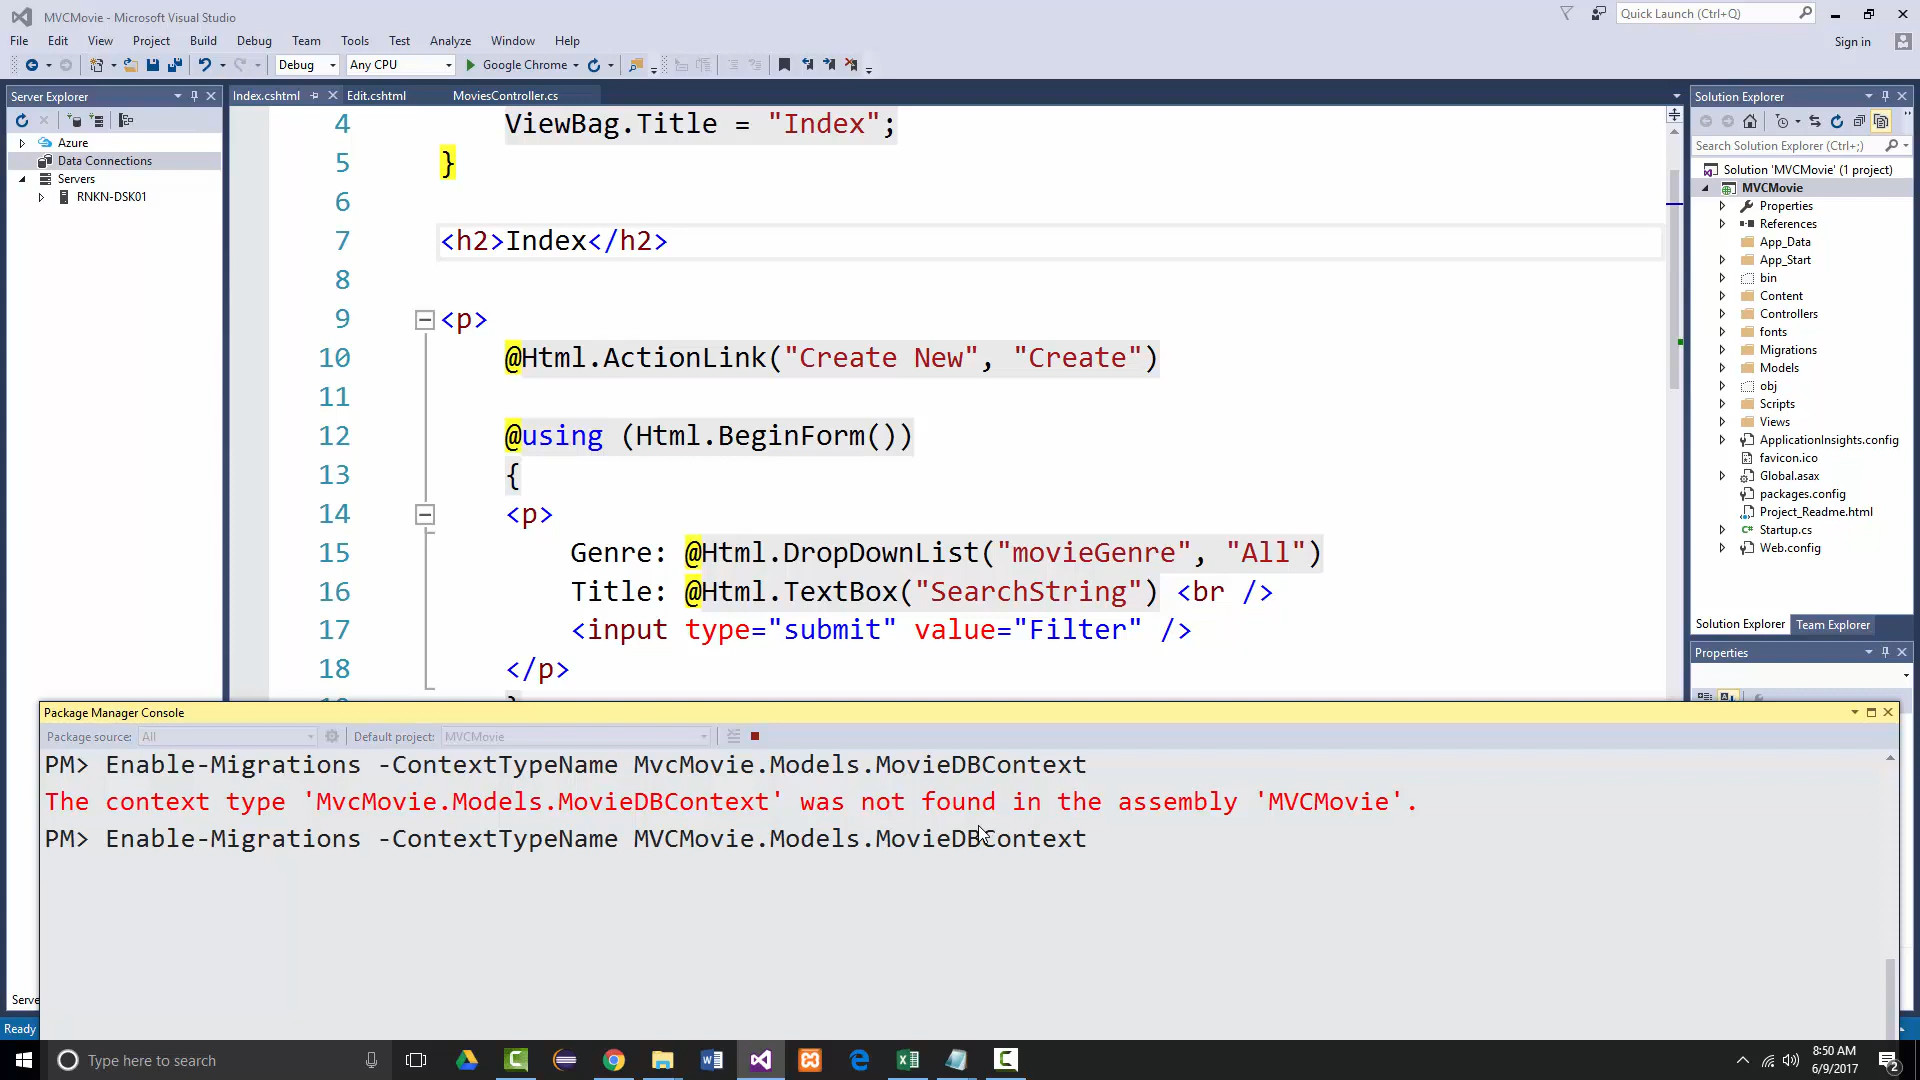 MVCMovie - Microsoft Visual Studio
Quick Launch (Ctrl+Q)
File Edit View Project Build Debug Team Tools Test Analyze Window Help
Sign in
Debug Any CPU Google Chrome
Server Explorer
Azure
Data Connections
Servers
RNKN-DSK01
Index.cshtml Edit.cshtml MoviesController.cs
4 ViewBag.Title = "Index";
5 }
6
7 <h2>Index</h2>
8
9 <p>
10 @Html.ActionLink("Create New", "Create")
11
12 @using (Html.BeginForm())
13 {
14 <p>
15 Genre: @Html.DropDownList("movieGenre", "All")
16 Title: @Html.TextBox("SearchString") <br />
17 <input type="submit" value="Filter" />
18 </p>
Solution Explorer
Search Solution Explorer (Ctrl+;)
Solution 'MVCMovie' (1 project)
MVCMovie
Properties
References
App_Data
App_Start
bin
Content
Controllers
fonts
Migrations
Models
obj
Scripts
Views
ApplicationInsights.config
favicon.ico
Global.asax
packages.config
Project_Readme.html
Startup.cs
Web.config
Solution Explorer Team Explorer
Properties
Package Manager Console
Package source: All Default project: MVCMovie
PM> Enable-Migrations -ContextTypeName MvcMovie.Models.MovieDBContext
The context type 'MvcMovie.Models.MovieDBContext' was not found in the assembly 'MVCMovie'.
PM> Enable-Migrations -ContextTypeName MVCMovie.Models.MovieDBContext
Serve
Ready
Type here to search
8:50 AM
6/9/2017
2